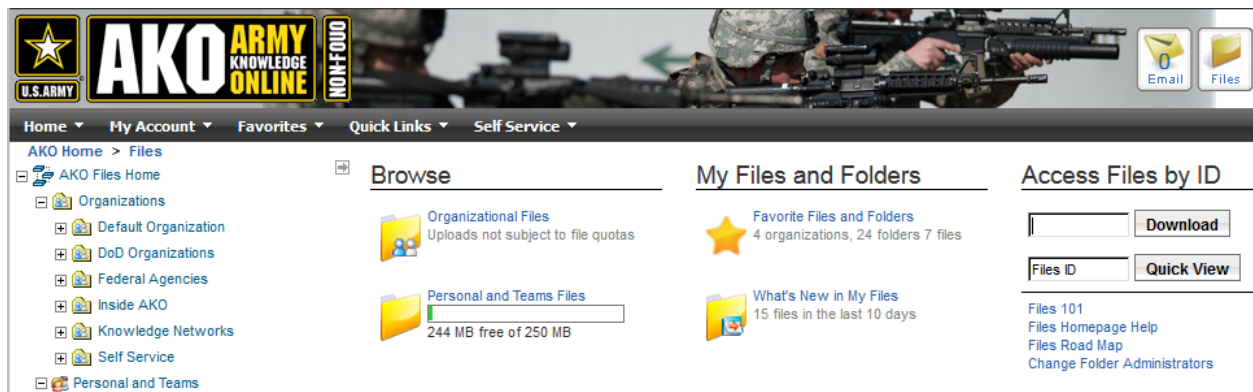 U.S.ARMY
AKO
ARMY
KNOWLEDGE
ONLINE
NON-FOUO
0
Email
Files
Home My Account Favorites Quick Links Self Service
AKO Home > Files
AKO Files Home
Organizations
Default Organization
DoD Organizations
Federal Agencies
Inside AKO
Knowledge Networks
Self Service
Personal and Teams
Browse
Organizational Files
Uploads not subject to file quotas
Personal and Teams Files
244 MB free of 250 MB
My Files and Folders
Favorite Files and Folders
4 organizations, 24 folders 7 files
What's New in My Files
15 files in the last 10 days
Access Files by ID
Download
Files ID Quick View
Files 101
Files Homepage Help
Files Road Map
Change Folder Administrators